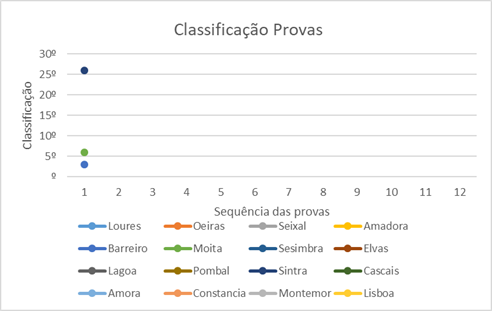 Classificação Provas
Classificação
30º
25º
20º
15º
10º
5º
º
1 2 3 4 5 6 7 8 9 10 11 12
Sequência das provas
Loures Oeiras Seixal Amadora
Barreiro Moita Sesimbra Elvas
Lagoa Pombal Sintra Cascais
Amora Constancia Montemor Lisboa